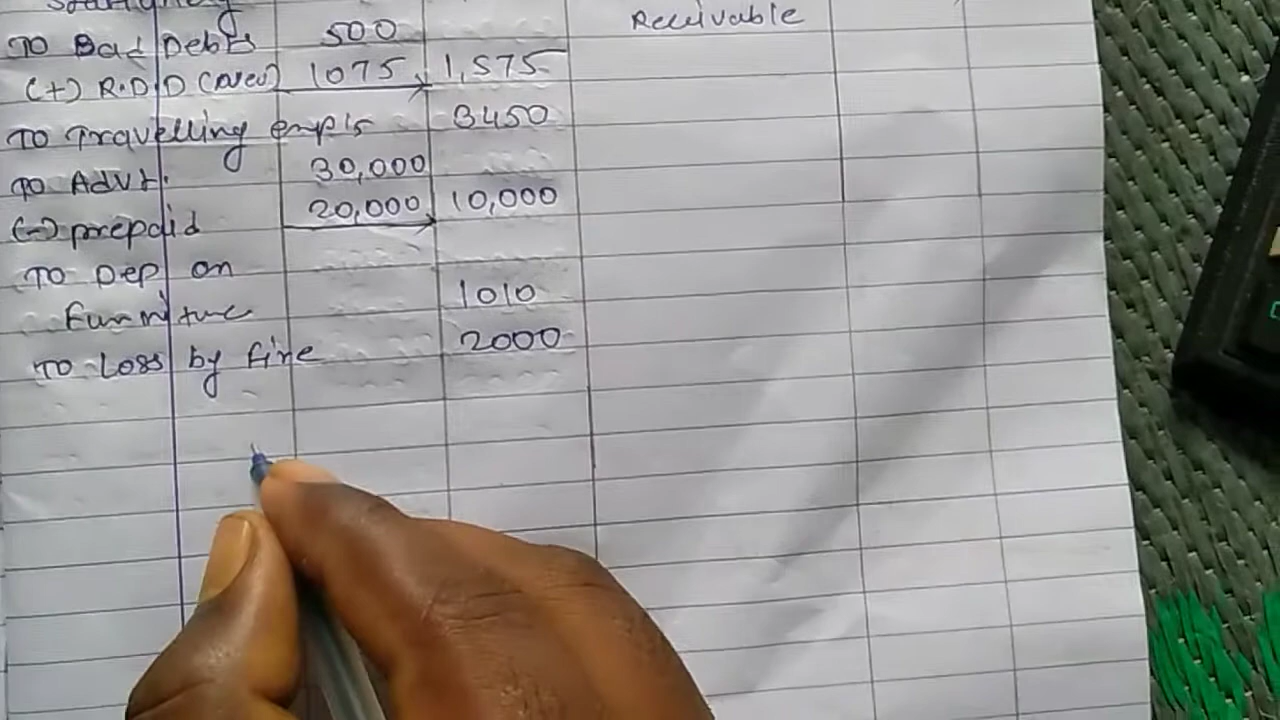 Receivable
To Bad Debts 500
(+) R.D.D (New) 1075 1,575
To Travelling 3450
To Advt. 30,000
(-) prepaid 20,000 10,000
To Dep on
furniture 1010
To Loss by fire 2000